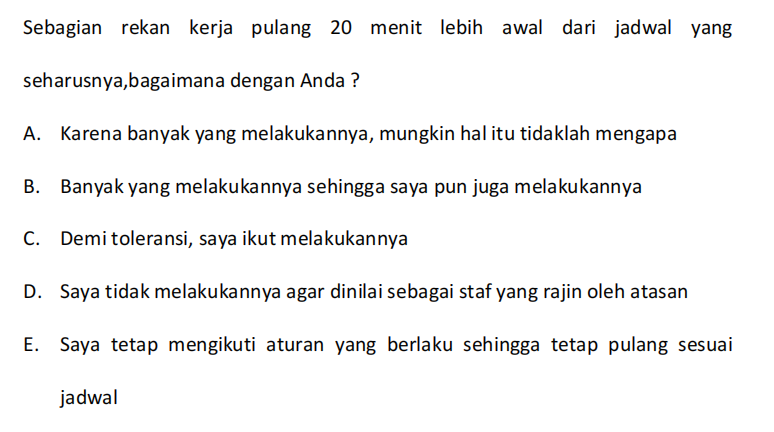 Sebagian rekan kerja pulang 20 menit lebih awal dari jadwal yang
seharusnya,bagaimana dengan Anda ?
A. Karena banyak yang melakukannya, mungkin hal itu tidaklah mengapa
B. Banyak yang melakukannya sehingga saya pun juga melakukannya
C. Demi toleransi, saya ikut melakukannya
D. Saya tidak melakukannya agar dinilai sebagai staf yang rajin oleh atasan
E. Saya tetap mengikuti aturan yang berlaku sehingga tetap pulang sesuai
jadwal